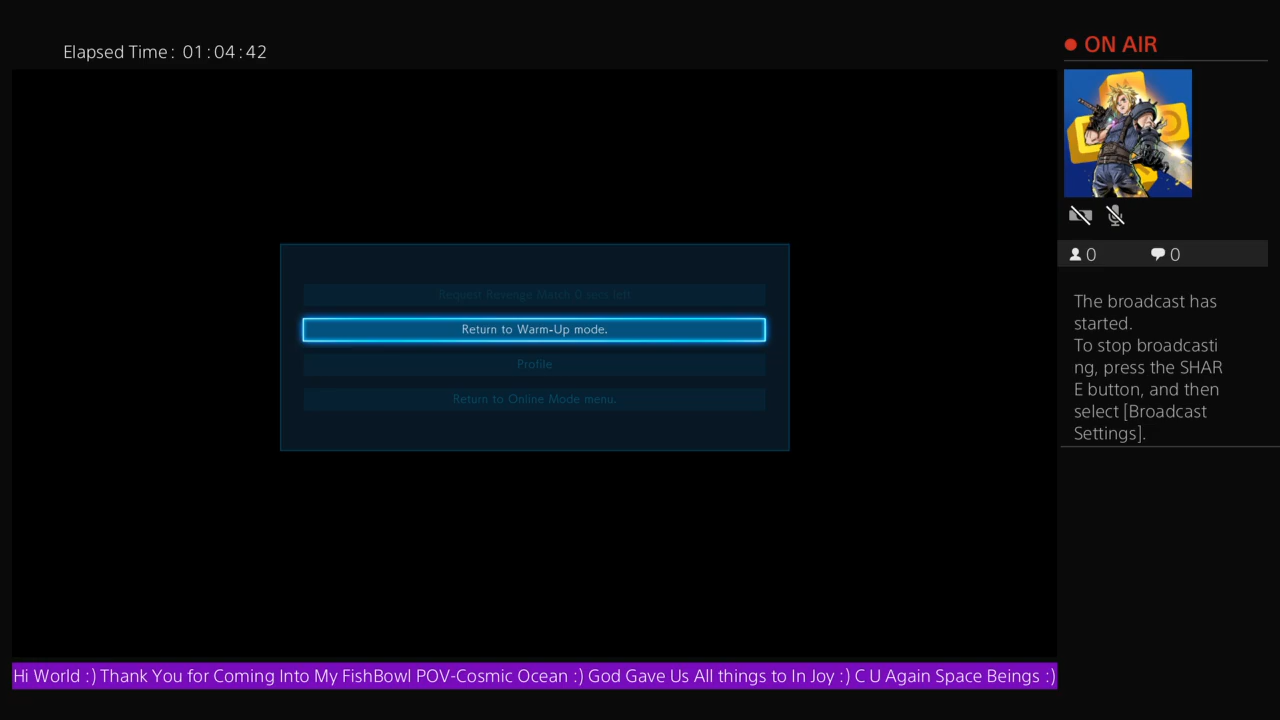 Elapsed Time: 01:04:42
ON AIR
0 0
Request Revenge Match 0 secs left
Return to Warm-Up mode.
Profile
Return to Online Mode menu.
The broadcast has
started.
To stop broadcasti
ng, press the SHAR
E button, and then
select [Broadcast
Settings].
Hi World :) Thank You for Coming Into My FishBowl POV-Cosmic Ocean :) God Gave Us All things to In Joy :) C U Again Space Beings :)